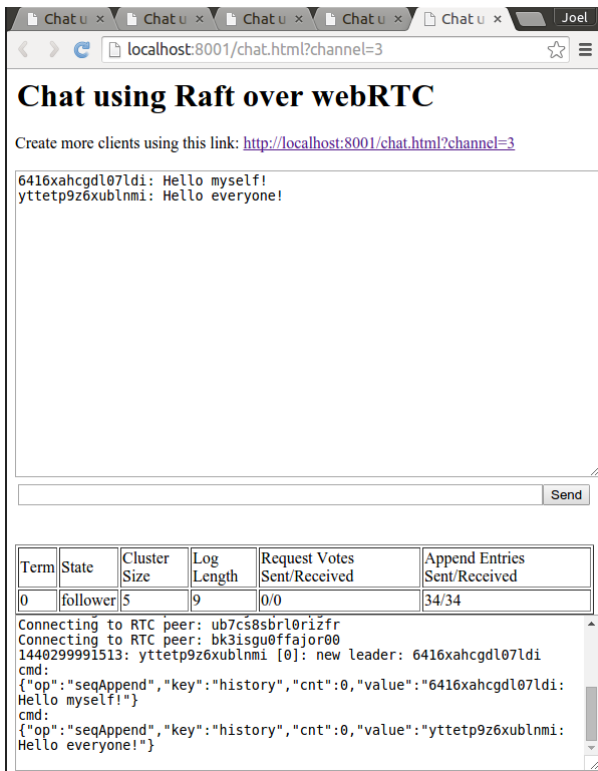 Chat u × Chat u × Chat u × Chat u × Chat u × Joel
localhost:8001/chat.html?channel=3
Chat using Raft over webRTC
Create more clients using this link: http://localhost:8001/chat.html?channel=3
6416xahcgdl07ldi: Hello myself!
yttetp9z6xublnmi: Hello everyone!
Send
Term State Cluster Size Log Length Request Votes Sent/Received Append Entries Sent/Received
0 follower 5 9 0/0 34/34
Connecting to RTC peer: ub7cs8sbrl0rizfr
Connecting to RTC peer: bk3isgu0ffajor00
1440299991513: yttetp9z6xublnmi [0]: new leader: 6416xahcgdl07ldi
cmd:
{"op":"seqAppend","key":"history","cnt":0,"value":"6416xahcgdl07ldi:
Hello myself!"}
cmd:
{"op":"seqAppend","key":"history","cnt":0,"value":"yttetp9z6xublnmi:
Hello everyone!"}